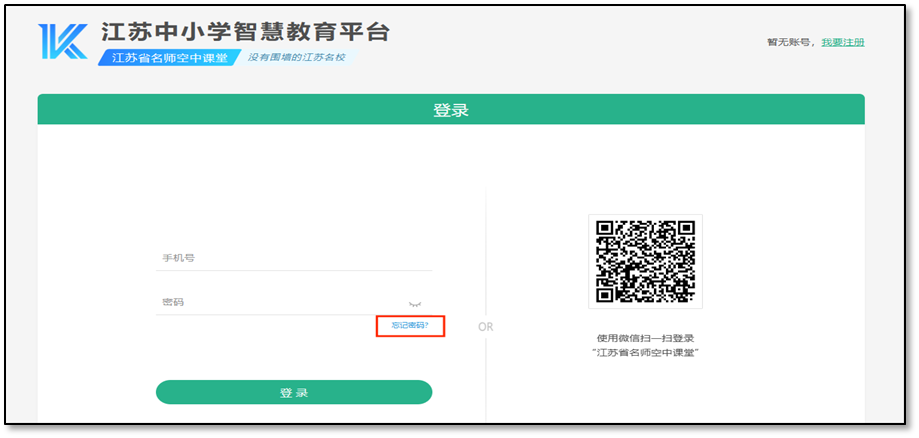 江苏中小学智慧教育平台
江苏省名师空中课堂 没有围墙的江苏名校
暂无账号，我要注册
登录
手机号
密码
忘记密码?
登 录
OR
使用微信扫一扫登录
“江苏省名师空中课堂”